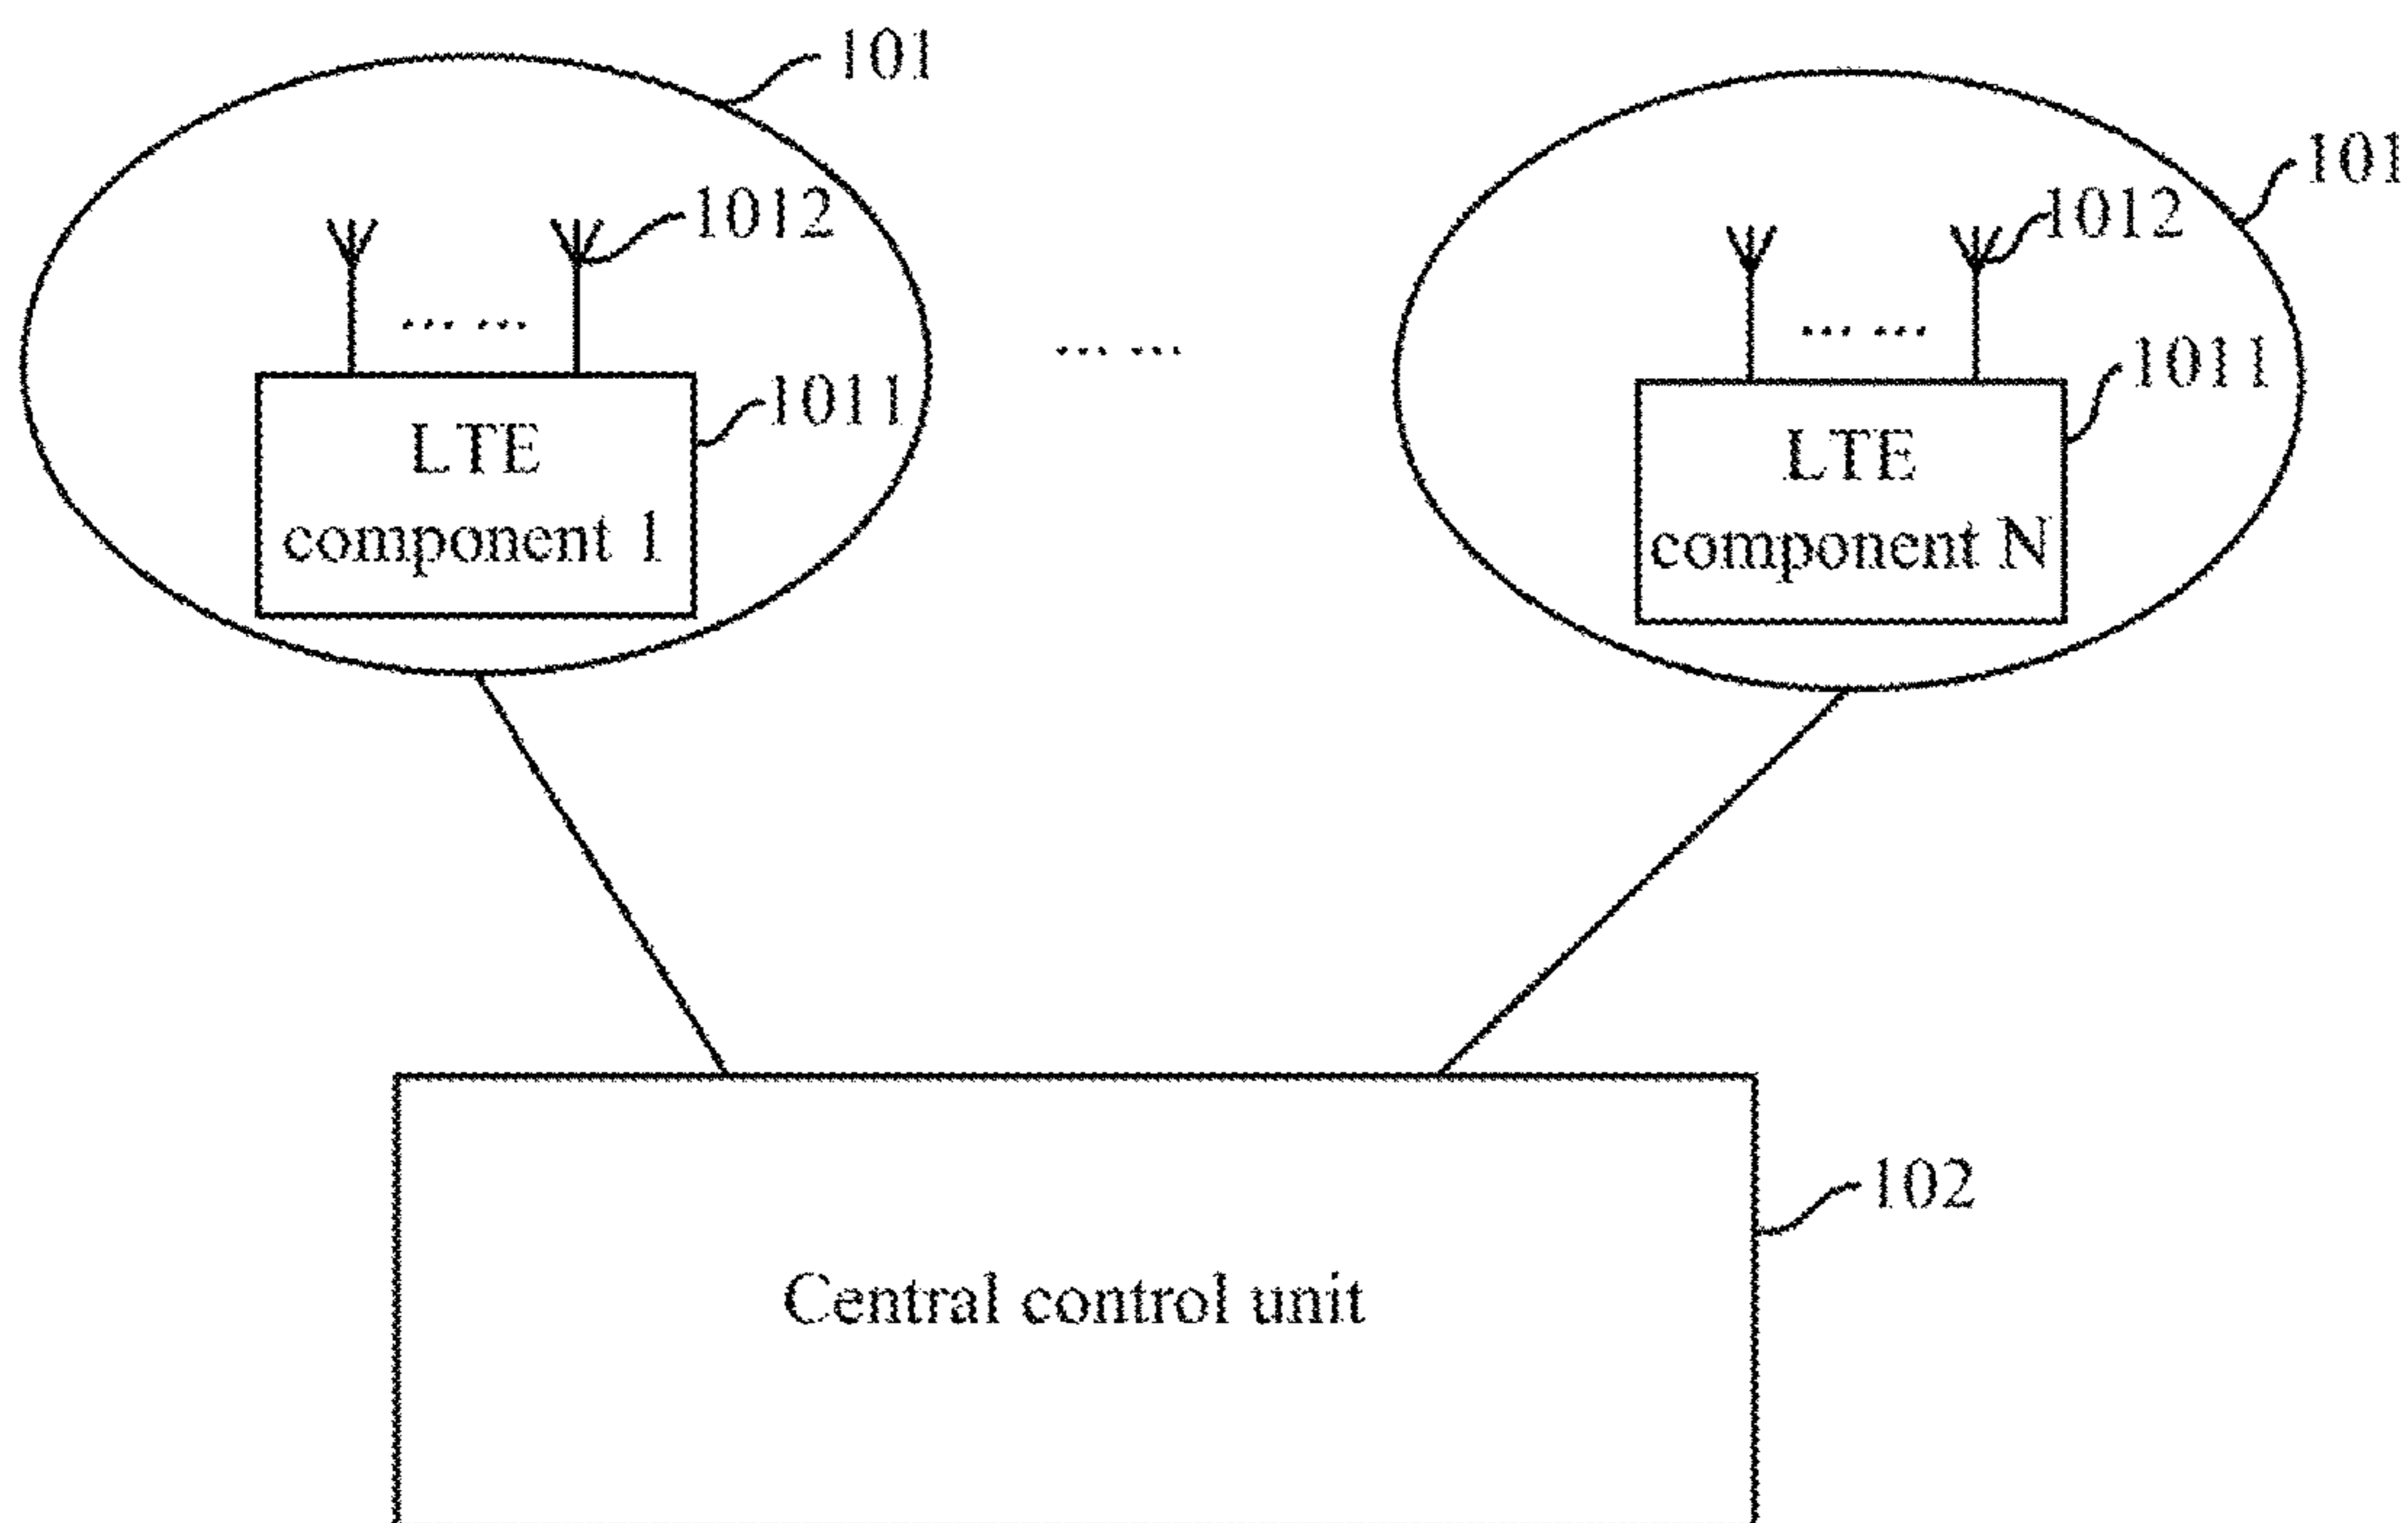 101
101
1012
1012
... ...
... ...
... ...
1011
1011
LTE
component 1
LTE
component N
102
Central control unit